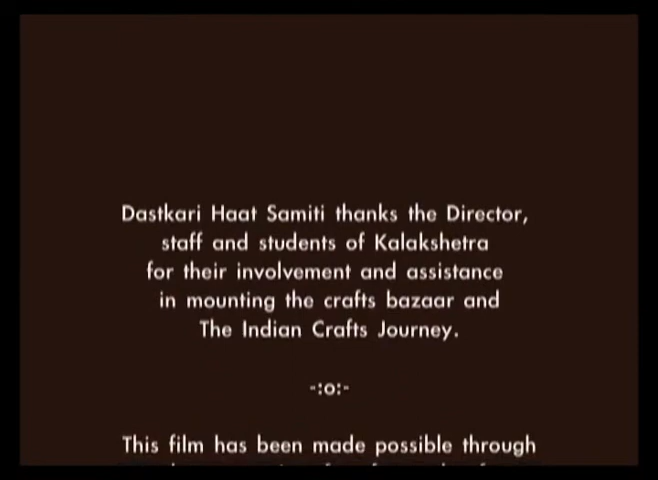 Dastkari Haat Samiti thanks the Director,
staff and students of Kalakshetra
for their involvement and assistance
in mounting the crafts bazaar and
The Indian Crafts Journey.
-:o:-
This film has been made possible through